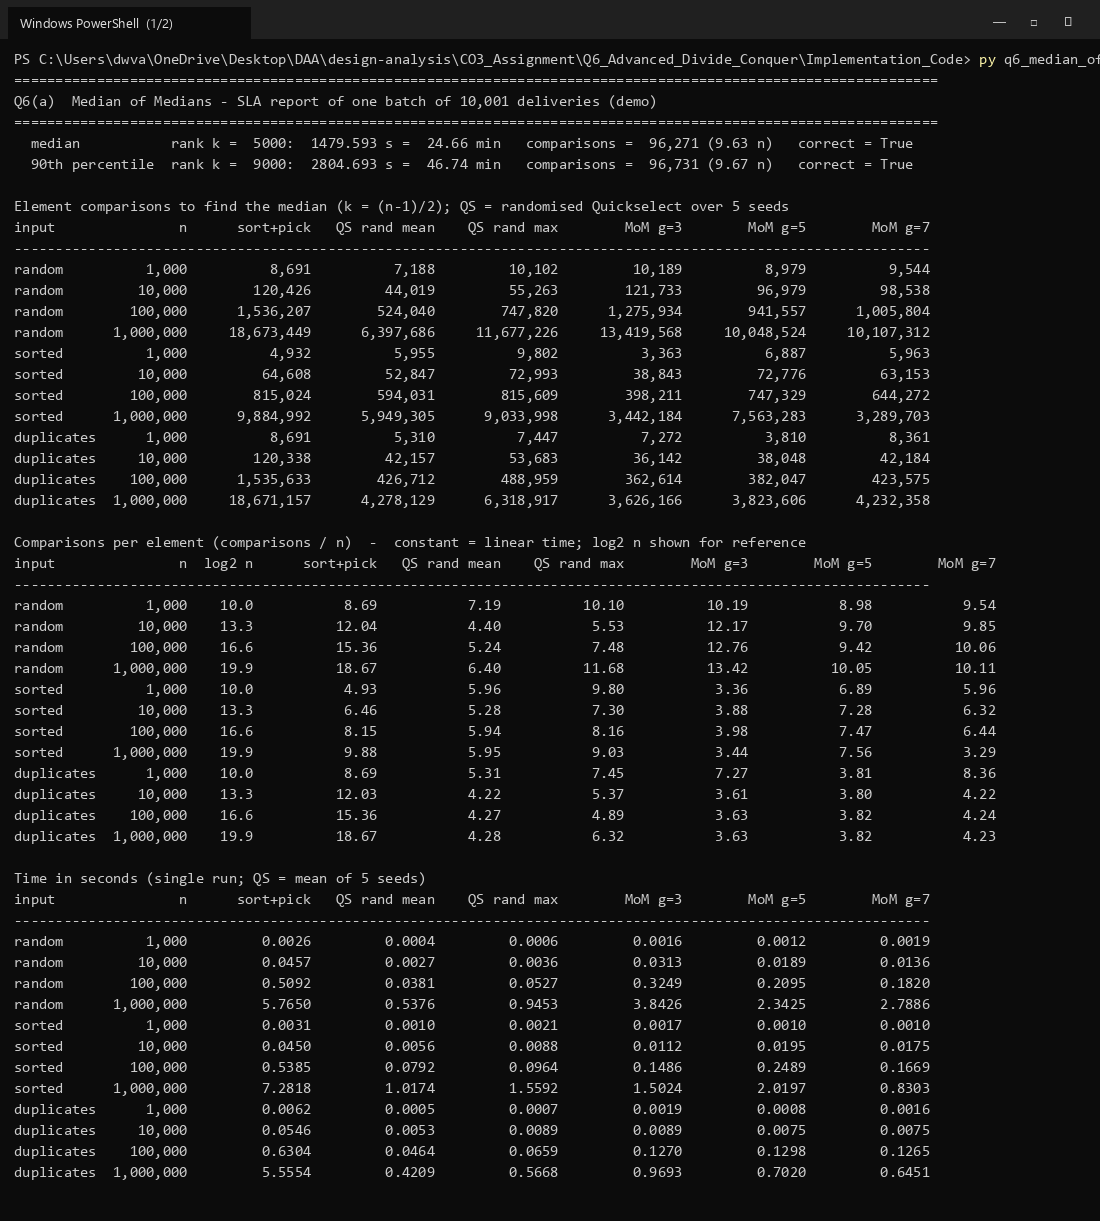 Windows PowerShell (1/2)
PS C:\Users\dwva\OneDrive\Desktop\DAA\design-analysis\CO3_Assignment\Q6_Advanced_Divide_Conquer\Implementation_Code> py q6_median_of
================================================================================================================
Q6(a)  Median of Medians - SLA report of one batch of 10,001 deliveries (demo)
================================================================================================================
  median           rank k =  5000:  1479.593 s =  24.66 min   comparisons =  96,271 (9.63 n)   correct = True
  90th percentile  rank k =  9000:  2804.693 s =  46.74 min   comparisons =  96,731 (9.67 n)   correct = True
Element comparisons to find the median (k = (n-1)/2); QS = randomised Quickselect over 5 seeds
input               n      sort+pick   QS rand mean    QS rand max        MoM g=3        MoM g=5        MoM g=7
---------------------------------------------------------------------------------------------------------------
random          1,000          8,691          7,188         10,102         10,189          8,979          9,544
random         10,000        120,426         44,019         55,263        121,733         96,979         98,538
random        100,000      1,536,207        524,040        747,820      1,275,934        941,557      1,005,804
random      1,000,000     18,673,449      6,397,686     11,677,226     13,419,568     10,048,524     10,107,312
sorted          1,000          4,932          5,955          9,802          3,363          6,887          5,963
sorted         10,000         64,608         52,847         72,993         38,843         72,776         63,153
sorted        100,000        815,024        594,031        815,609        398,211        747,329        644,272
sorted      1,000,000      9,884,992      5,949,305      9,033,998      3,442,184      7,563,283      3,289,703
duplicates      1,000          8,691          5,310          7,447          7,272          3,810          8,361
duplicates     10,000        120,338         42,157         53,683         36,142         38,048         42,184
duplicates    100,000      1,535,633        426,712        488,959        362,614        382,047        423,575
duplicates  1,000,000     18,671,157      4,278,129      6,318,917      3,626,166      3,823,606      4,232,358
Comparisons per element (comparisons / n)  -  constant = linear time; log2 n shown for reference
input               n  log2 n      sort+pick   QS rand mean    QS rand max        MoM g=3        MoM g=5        MoM g=7
---------------------------------------------------------------------------------------------------------------
random          1,000    10.0           8.69           7.19          10.10          10.19           8.98           9.54
random         10,000    13.3          12.04           4.40           5.53          12.17           9.70           9.85
random        100,000    16.6          15.36           5.24           7.48          12.76           9.42          10.06
random      1,000,000    19.9          18.67           6.40          11.68          13.42          10.05          10.11
sorted          1,000    10.0           4.93           5.96           9.80           3.36           6.89           5.96
sorted         10,000    13.3           6.46           5.28           7.30           3.88           7.28           6.32
sorted        100,000    16.6           8.15           5.94           8.16           3.98           7.47           6.44
sorted      1,000,000    19.9           9.88           5.95           9.03           3.44           7.56           3.29
duplicates      1,000    10.0           8.69           5.31           7.45           7.27           3.81           8.36
duplicates     10,000    13.3          12.03           4.22           5.37           3.61           3.80           4.22
duplicates    100,000    16.6          15.36           4.27           4.89           3.63           3.82           4.24
duplicates  1,000,000    19.9          18.67           4.28           6.32           3.63           3.82           4.23
Time in seconds (single run; QS = mean of 5 seeds)
input               n      sort+pick   QS rand mean    QS rand max        MoM g=3        MoM g=5        MoM g=7
---------------------------------------------------------------------------------------------------------------
random          1,000         0.0026         0.0004         0.0006         0.0016         0.0012         0.0019
random         10,000         0.0457         0.0027         0.0036         0.0313         0.0189         0.0136
random        100,000         0.5092         0.0381         0.0527         0.3249         0.2095         0.1820
random      1,000,000         5.7650         0.5376         0.9453         3.8426         2.3425         2.7886
sorted          1,000         0.0031         0.0010         0.0021         0.0017         0.0010         0.0010
sorted         10,000         0.0450         0.0056         0.0088         0.0112         0.0195         0.0175
sorted        100,000         0.5385         0.0792         0.0964         0.1486         0.2489         0.1669
sorted      1,000,000         7.2818         1.0174         1.5592         1.5024         2.0197         0.8303
duplicates      1,000         0.0062         0.0005         0.0007         0.0019         0.0008         0.0016
duplicates     10,000         0.0546         0.0053         0.0089         0.0089         0.0075         0.0075
duplicates    100,000         0.6304         0.0464         0.0659         0.1270         0.1298         0.1265
duplicates  1,000,000         5.5554         0.4209         0.5668         0.9693         0.7020         0.6451